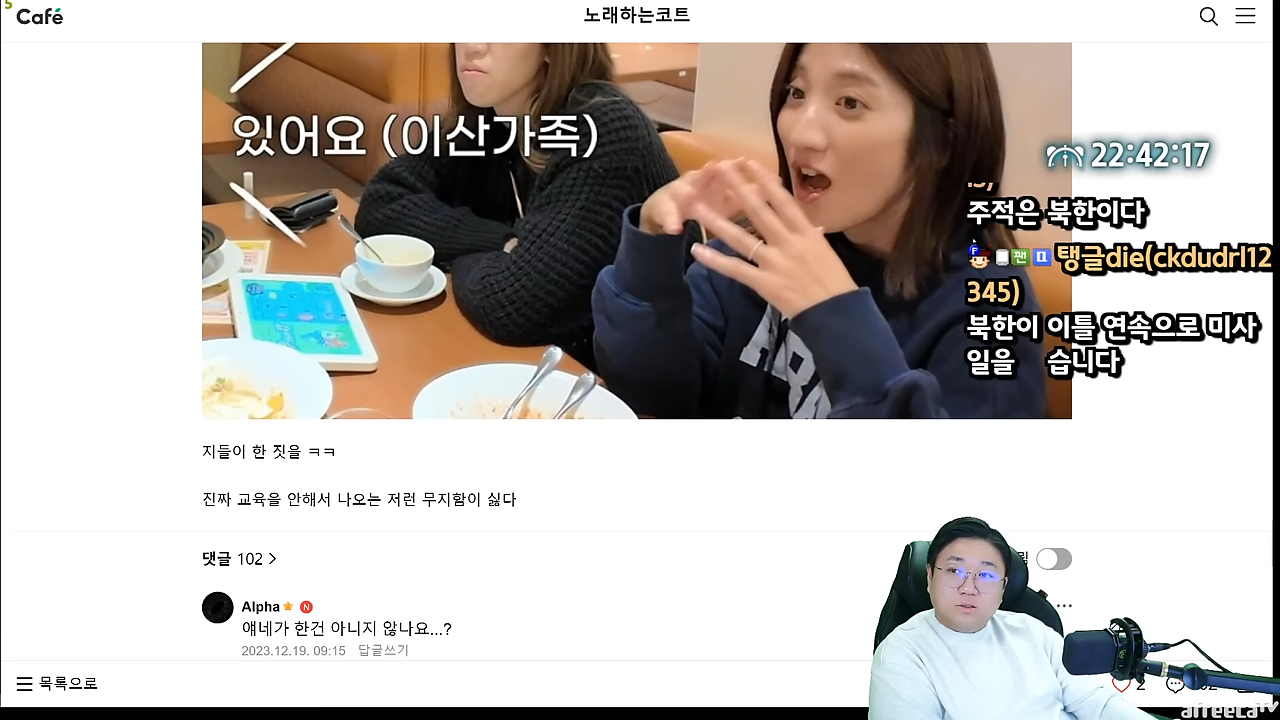 5
Café
노래하는코트
있어요 (이산가족)
22:42:17
주적은 북한이다
F 팬 탱글die(ckdudrl12
345)
북한이 이틀 연속으로 미사
일을 습니다
지들이 한 짓을 ㅋㅋ
진짜 교육을 안해서 나오는 저런 무지함이 싫다
댓글 102 >
Alpha N
얘네가 한건 아니지 않나요...?
2023.12.19. 09:15 답글쓰기
목록으로
2
afreecaTV